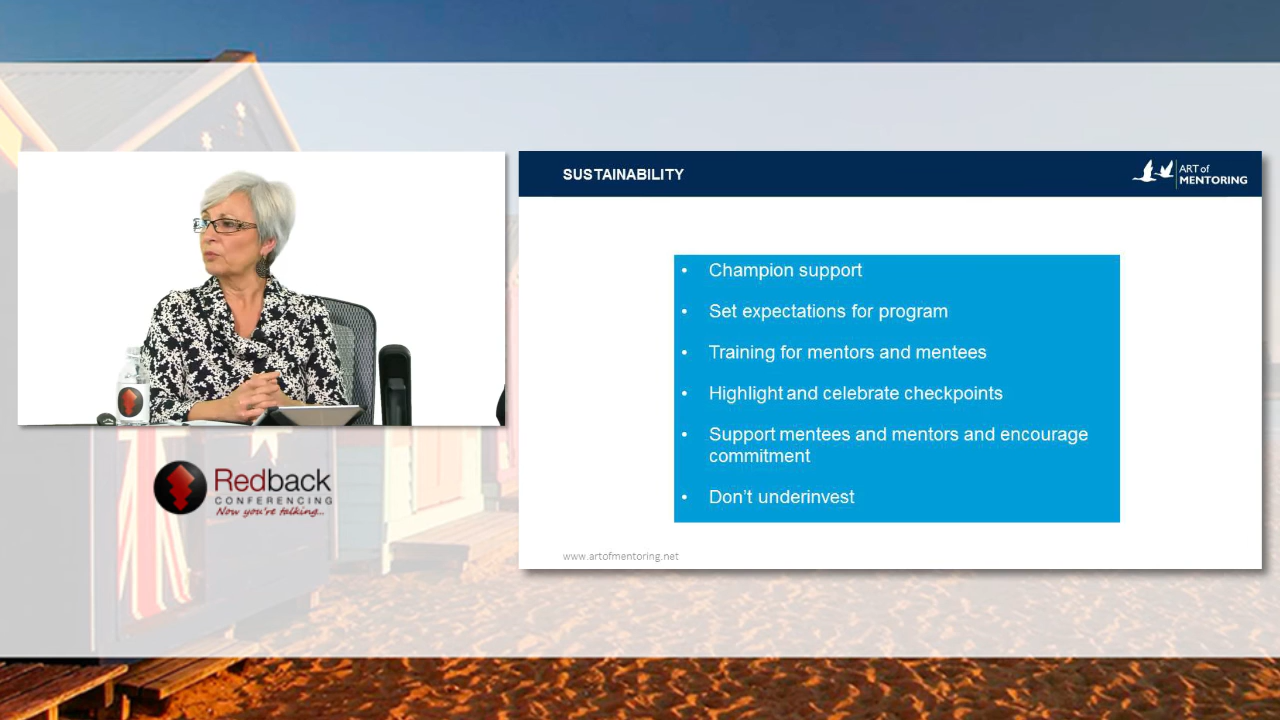 SUSTAINABILITY
ART of
MENTORING
• Champion support
• Set expectations for program
• Training for mentors and mentees
• Highlight and celebrate checkpoints
• Support mentees and mentors and encourage
commitment
• Don't underinvest
Redback
CONFERENCING
Now you're talking...
www.artofmentoring.net